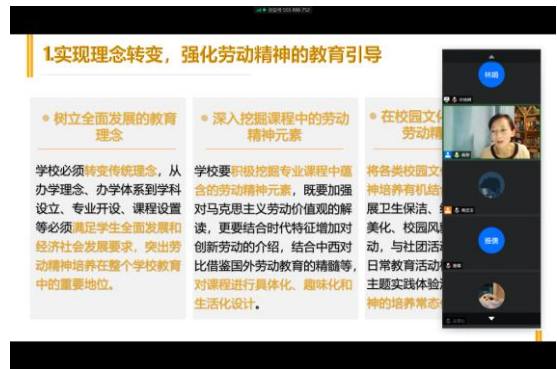 1.实现理念转变，强化劳动精神的教育引导
• 树立全面发展的教育
理念
学校必须转变传统理念，从
办学理念、办学体系到学科
设立、专业开设、课程设置
等必须满足学生全面发展和
经济社会发展要求，突出劳
动精神培养在整个学校教育
中的重要地位。
• 深入挖掘课程中的劳动
精神元素
学校要积极挖掘专业课程中蕴
含的劳动精神元素，既要加强
对马克思主义劳动价值观的解
读，更要结合时代特征增加对
创新劳动的介绍，结合中西对
比借鉴国外劳动教育的精髓等，
对课程进行具体化、趣味化和
生活化设计。
• 在校园文化
劳动精
将各类校园文
神培养有机结
展卫生保洁、
美化、校园风
动，与社团活
日常教育活动
主题实践体验
神的培养常态